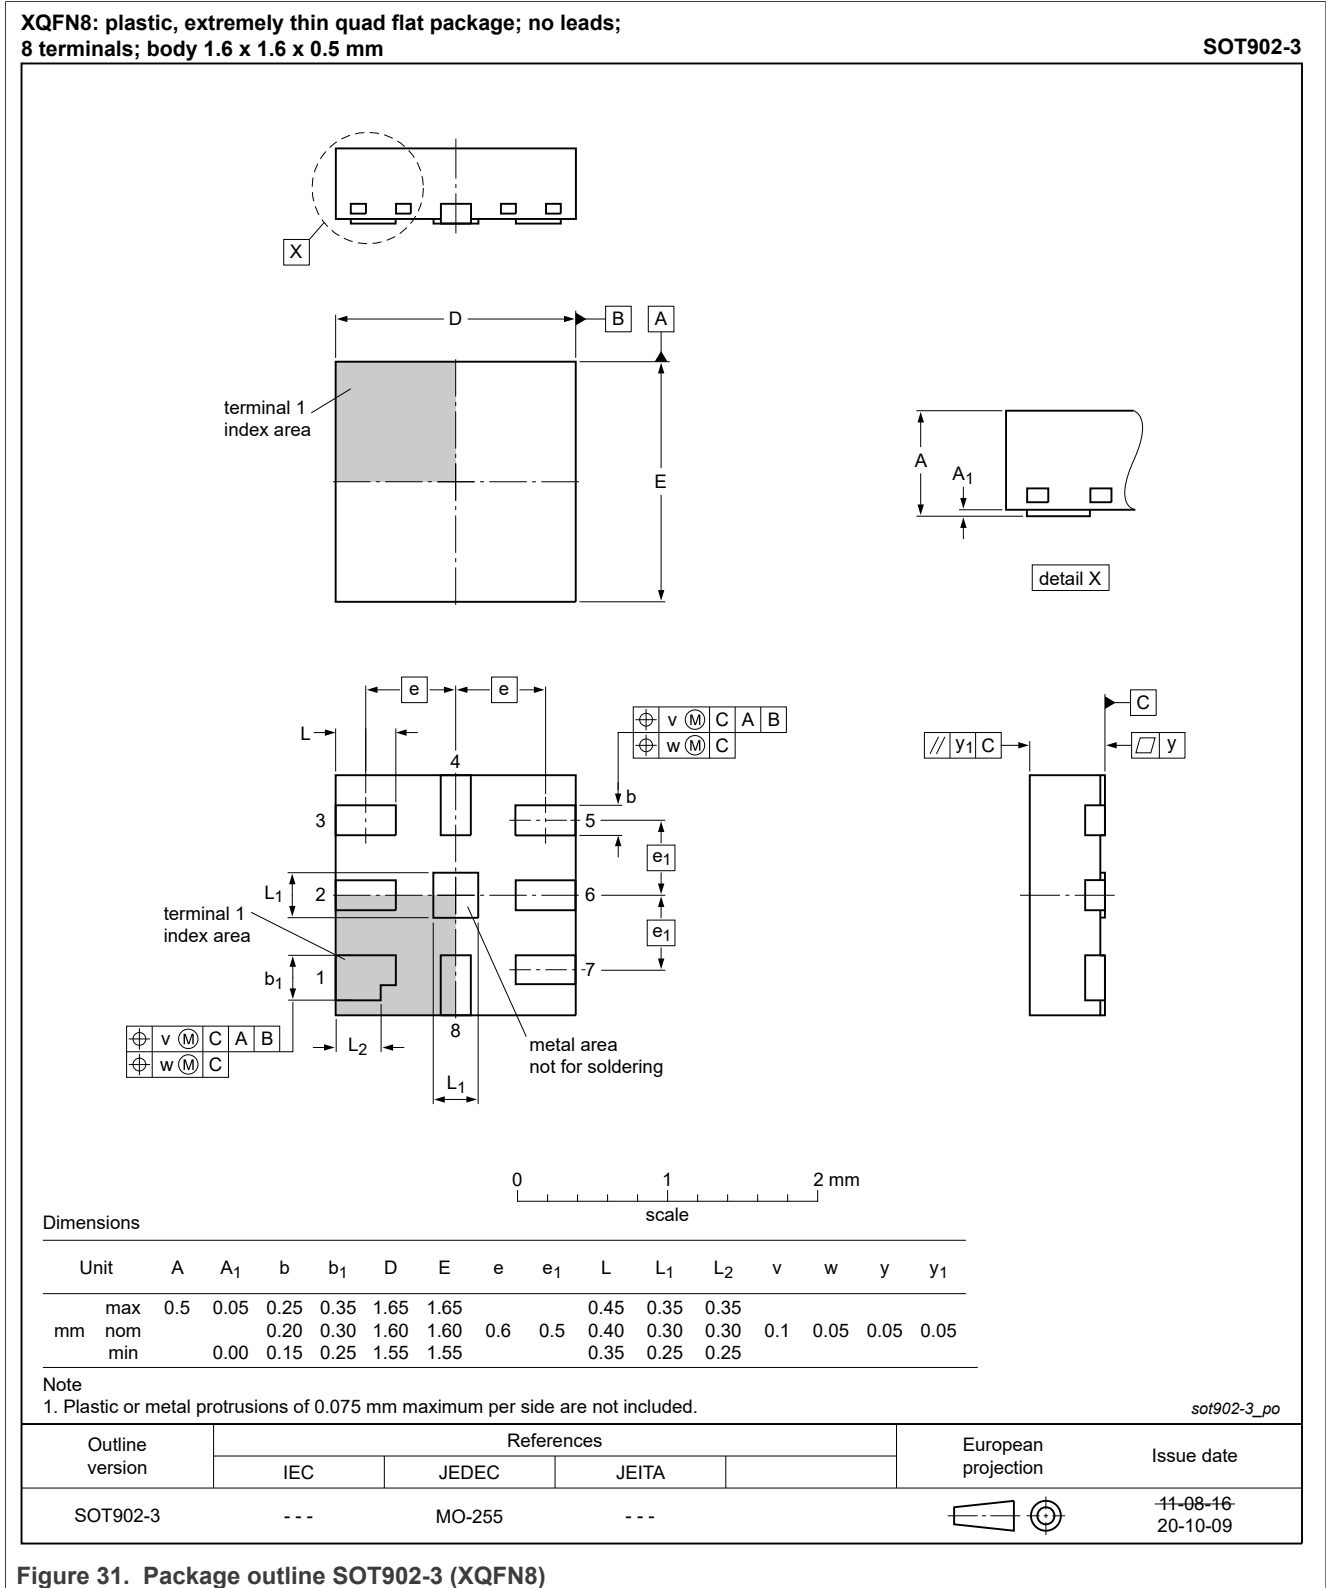 XQFN8: plastic, extremely thin quad flat package; no leads;
8 terminals; body 1.6 x 1.6 x 0.5 mm
SOT902-3
X
D
B
A
terminal 1
index area
E
A
A1
detail X
e
e
L
4
v M C A B
w M C
b
3
5
e1
L1
2
6
terminal 1
index area
e1
b1
1
7
8
v M C A B
w M C
L2
L1
metal area
not for soldering
C
// y1 C
y
0 1 2 mm
scale
Dimensions
Unit A A1 b b1 D E e e1 L L1 L2 v w y y1
max 0.5 0.05 0.25 0.35 1.65 1.65 0.45 0.35 0.35
mm nom 0.20 0.30 1.60 1.60 0.6 0.5 0.40 0.30 0.30 0.1 0.05 0.05 0.05
min 0.00 0.15 0.25 1.55 1.55 0.35 0.25 0.25
Note
1. Plastic or metal protrusions of 0.075 mm maximum per side are not included.
sot902-3_po
Outline version
References
IEC
JEDEC
JEITA
European projection
Issue date
SOT902-3
- - -
MO-255
- - -
11-08-16
20-10-09
Figure 31. Package outline SOT902-3 (XQFN8)